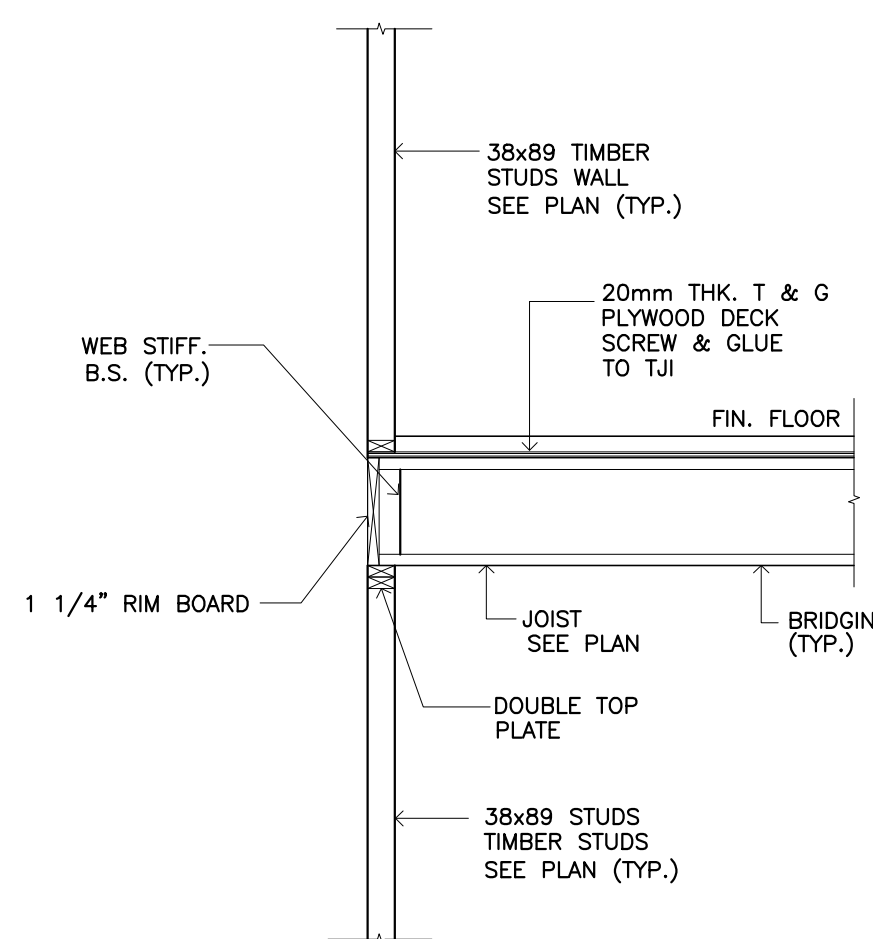 38x89 TIMBER
STUDS WALL
SEE PLAN (TYP.)
20mm THK. T & G
PLYWOOD DECK
SCREW & GLUE
TO TJI
WEB STIFF.
B.S. (TYP.)
FIN. FLOOR
1 1/4” RIM BOARD
JOIST
SEE PLAN
BRIDGIN
(TYP.)
DOUBLE TOP
PLATE
38x89 STUDS
TIMBER STUDS
SEE PLAN (TYP.)